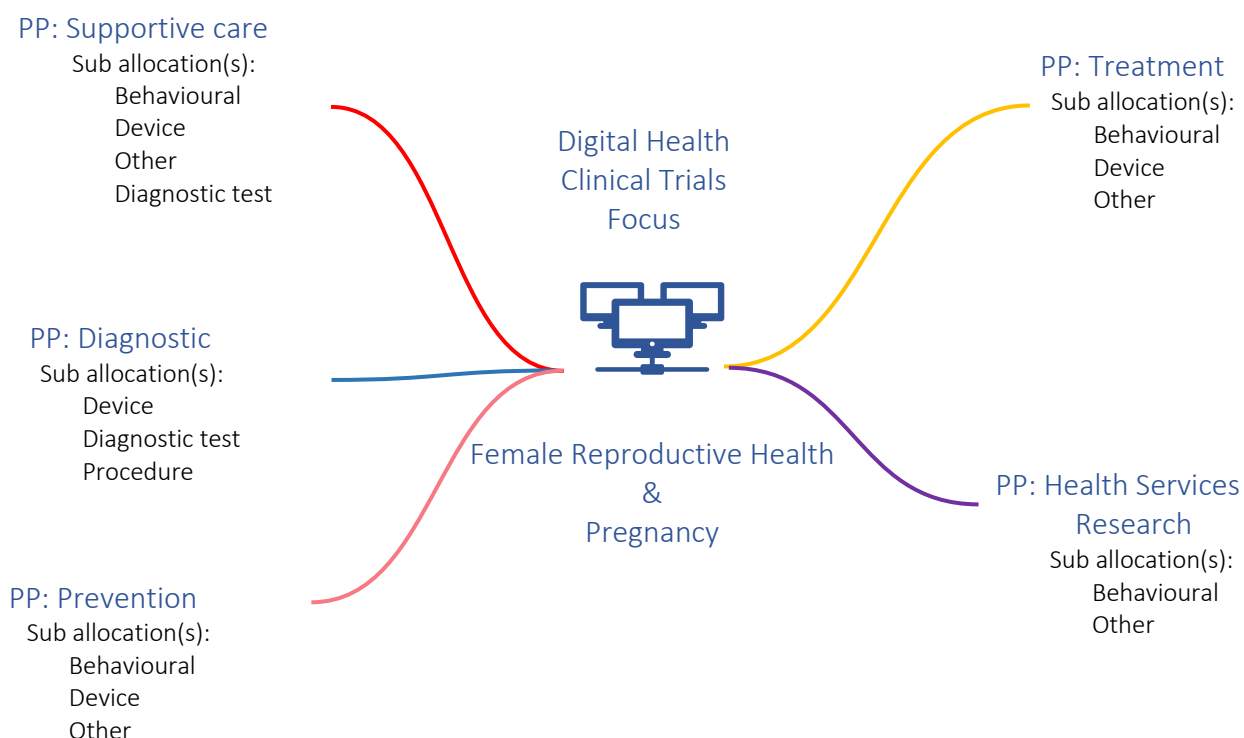 PP: Supportive care
Sub allocation(s):
Behavioural
Device
Other
Diagnostic test
PP: Diagnostic
Sub allocation(s):
Device
Diagnostic test
Procedure
PP: Prevention
Sub allocation(s):
Behavioural
Device
Other
Digital Health
Clinical Trials
Focus
Female Reproductive Health
&
Pregnancy
PP: Treatment
Sub allocation(s):
Behavioural
Device
Other
PP: Health Services
Research
Sub allocation(s):
Behavioural
Other